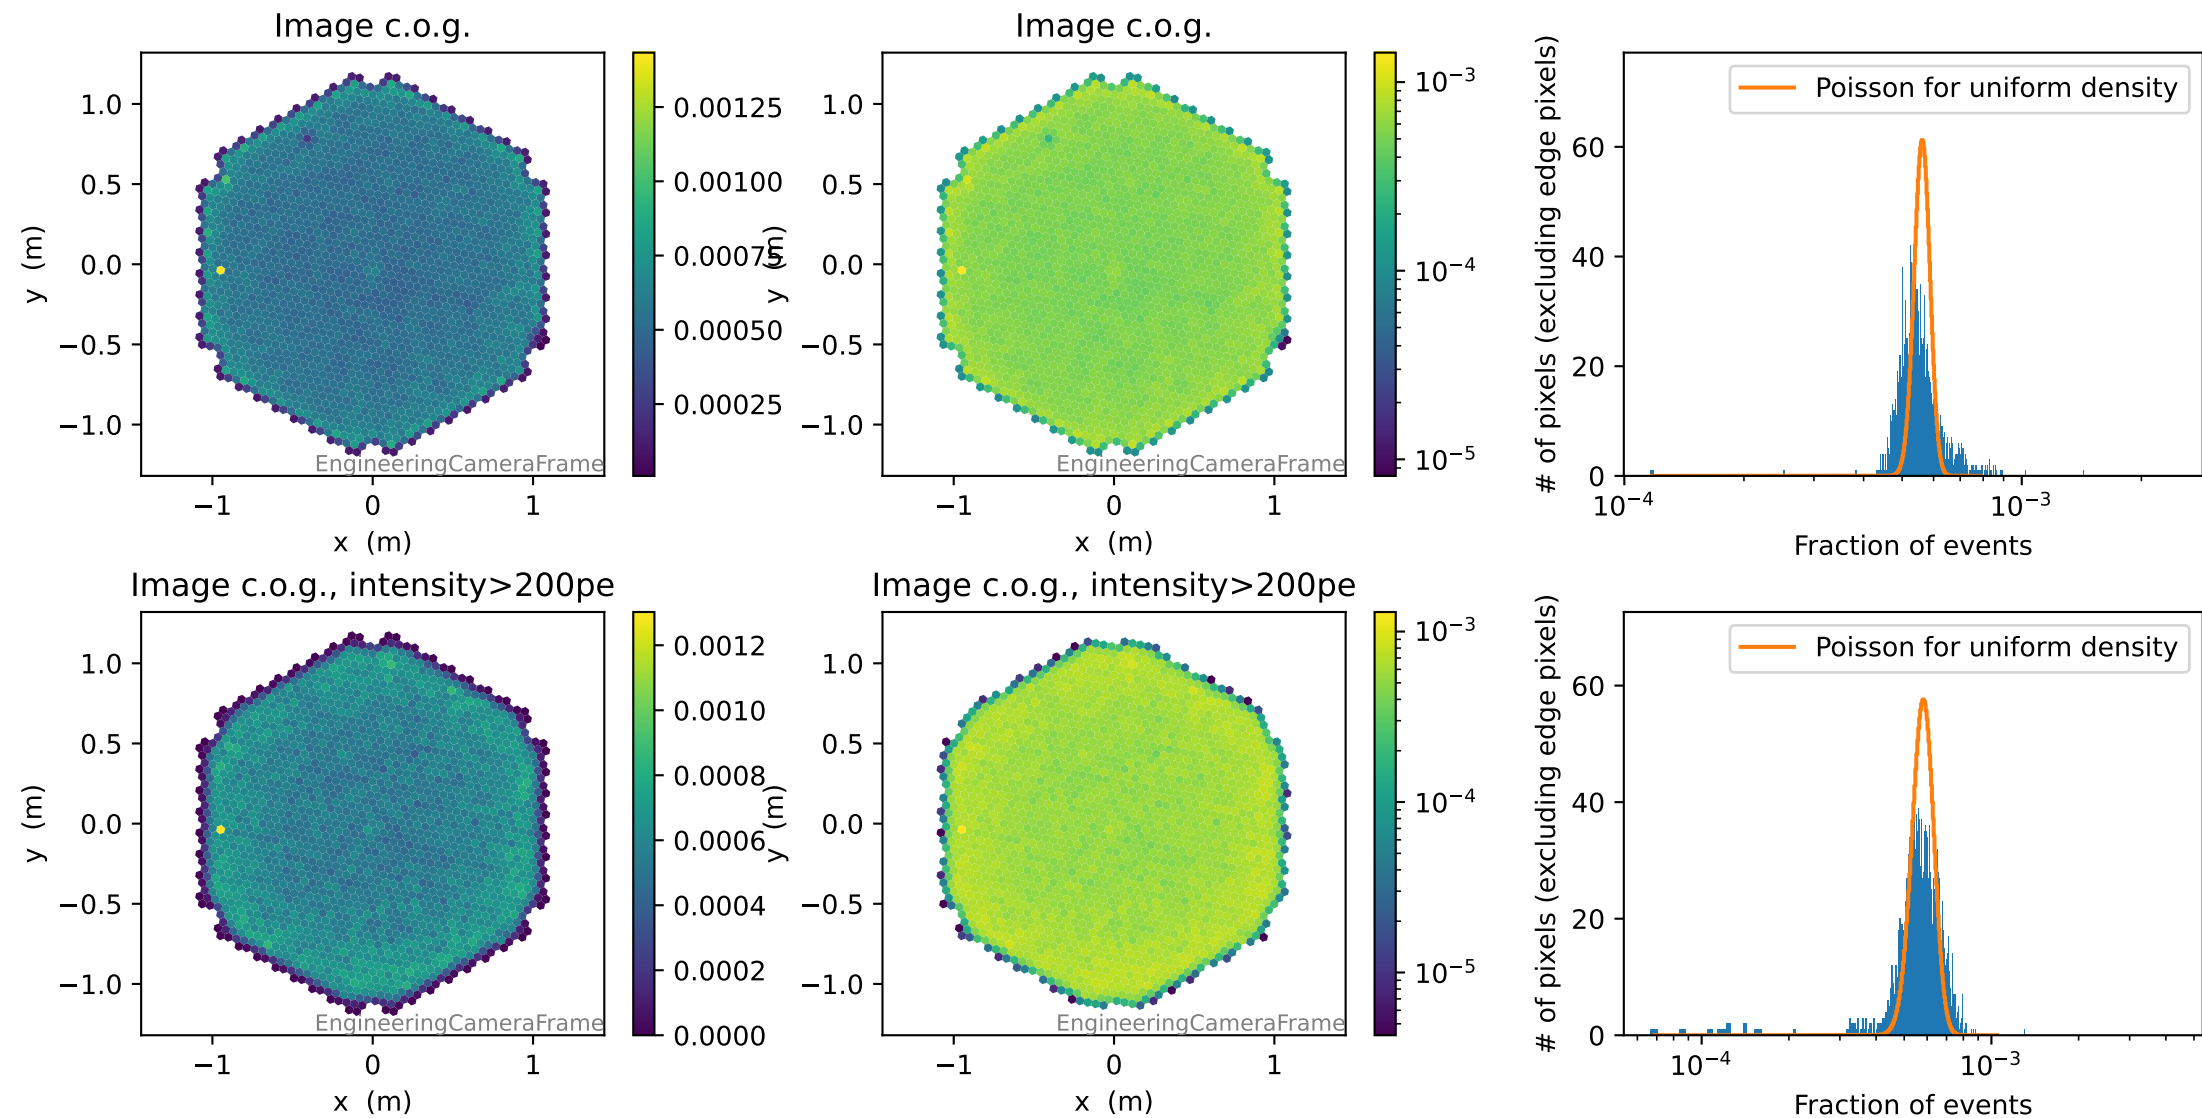 Image c.o.g.
1.0
0.5
0.0
−0.5
−1.0
y (m)
−1
0
1
x (m)
EngineeringCameraFrame
0.00125
0.00100
0.00075
0.00050
0.00025
Image c.o.g.
1.0
0.5
0.0
−0.5
−1.0
y (m)
−1
0
1
x (m)
EngineeringCameraFrame
10−3
10−4
10−5
# of pixels (excluding edge pixels)
60
40
20
0
Poisson for uniform density
10−4
10−3
Fraction of events
Image c.o.g., intensity>200pe
1.0
0.5
0.0
−0.5
−1.0
y (m)
−1
0
1
x (m)
EngineeringCameraFrame
0.0012
0.0010
0.0008
0.0006
0.0004
0.0002
0.0000
Image c.o.g., intensity>200pe
1.0
0.5
0.0
−0.5
−1.0
y (m)
−1
0
1
x (m)
EngineeringCameraFrame
10−3
10−4
10−5
# of pixels (excluding edge pixels)
60
40
20
0
Poisson for uniform density
10−4
10−3
Fraction of events